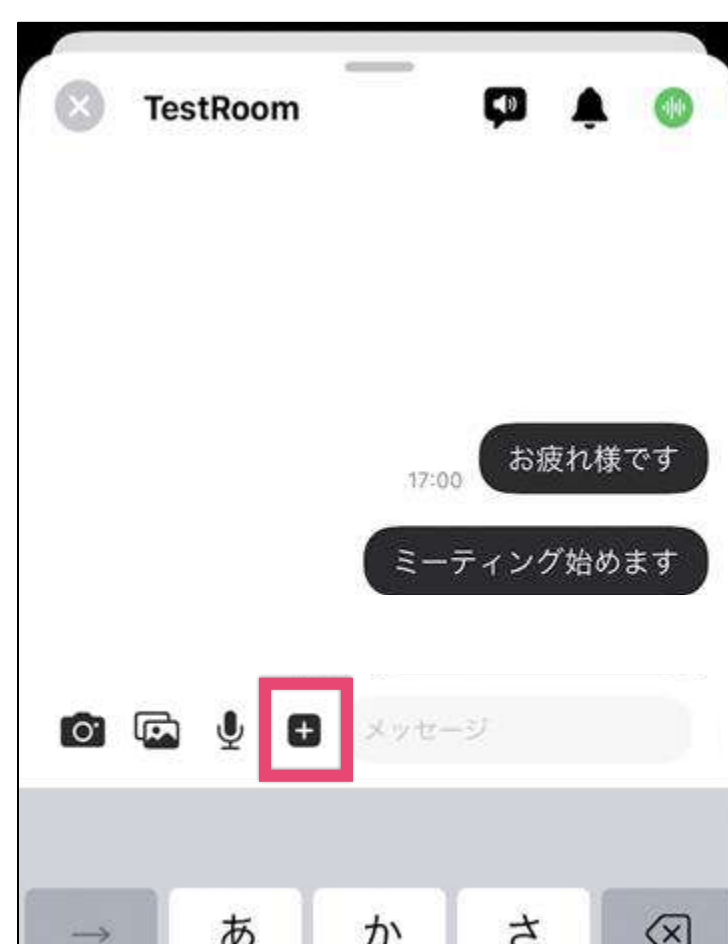 TestRoom
お疲れ様です
17:00
ミーティング始めます
メッセージ
→ あ か さ